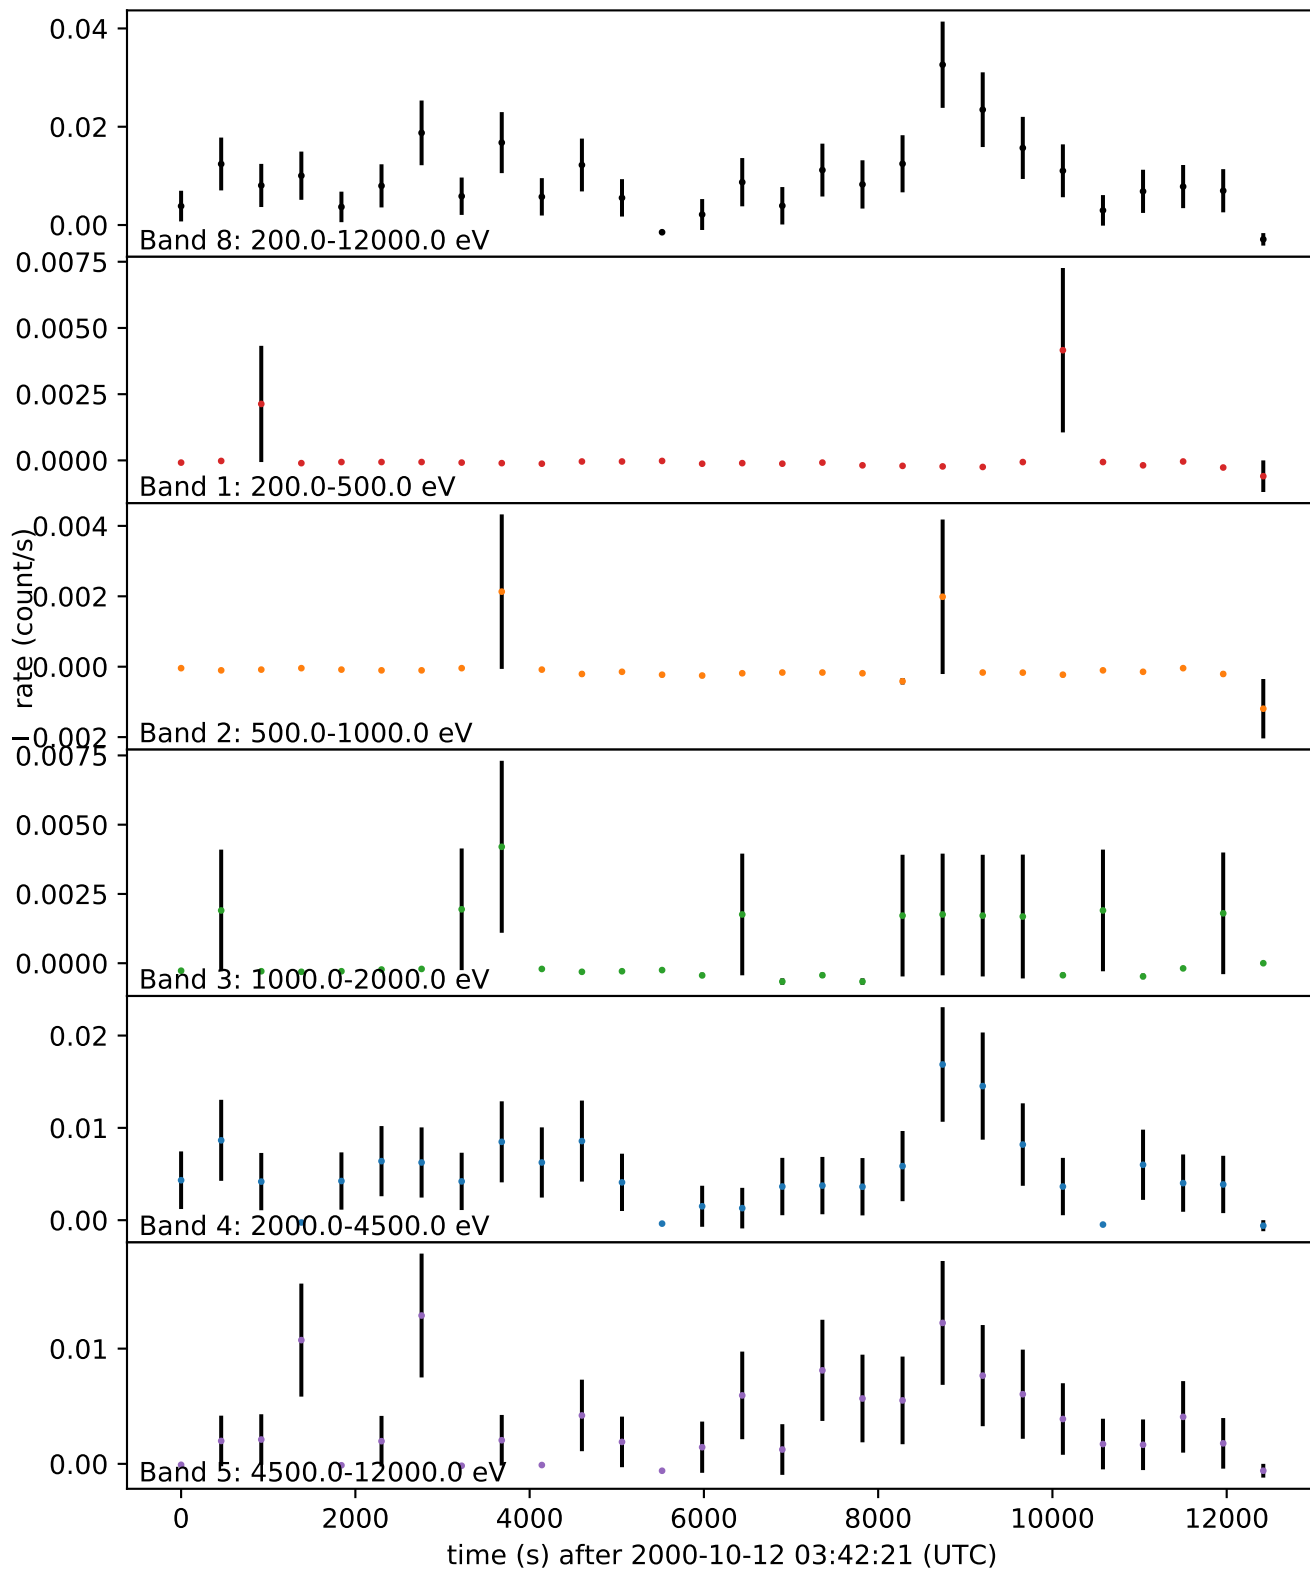 0.04
0.02
0.00
Band 8: 200.0-12000.0 eV
0.0075
0.0050
0.0025
0.0000
Band 1: 200.0-500.0 eV
rate (count/s)
0.004
0.002
0.000
−0.002
Band 2: 500.0-1000.0 eV
0.0075
0.0050
0.0025
0.0000
Band 3: 1000.0-2000.0 eV
0.02
0.01
0.00
Band 4: 2000.0-4500.0 eV
0.01
0.00
Band 5: 4500.0-12000.0 eV
0 2000 4000 6000 8000 10000 12000
time (s) after 2000-10-12 03:42:21 (UTC)